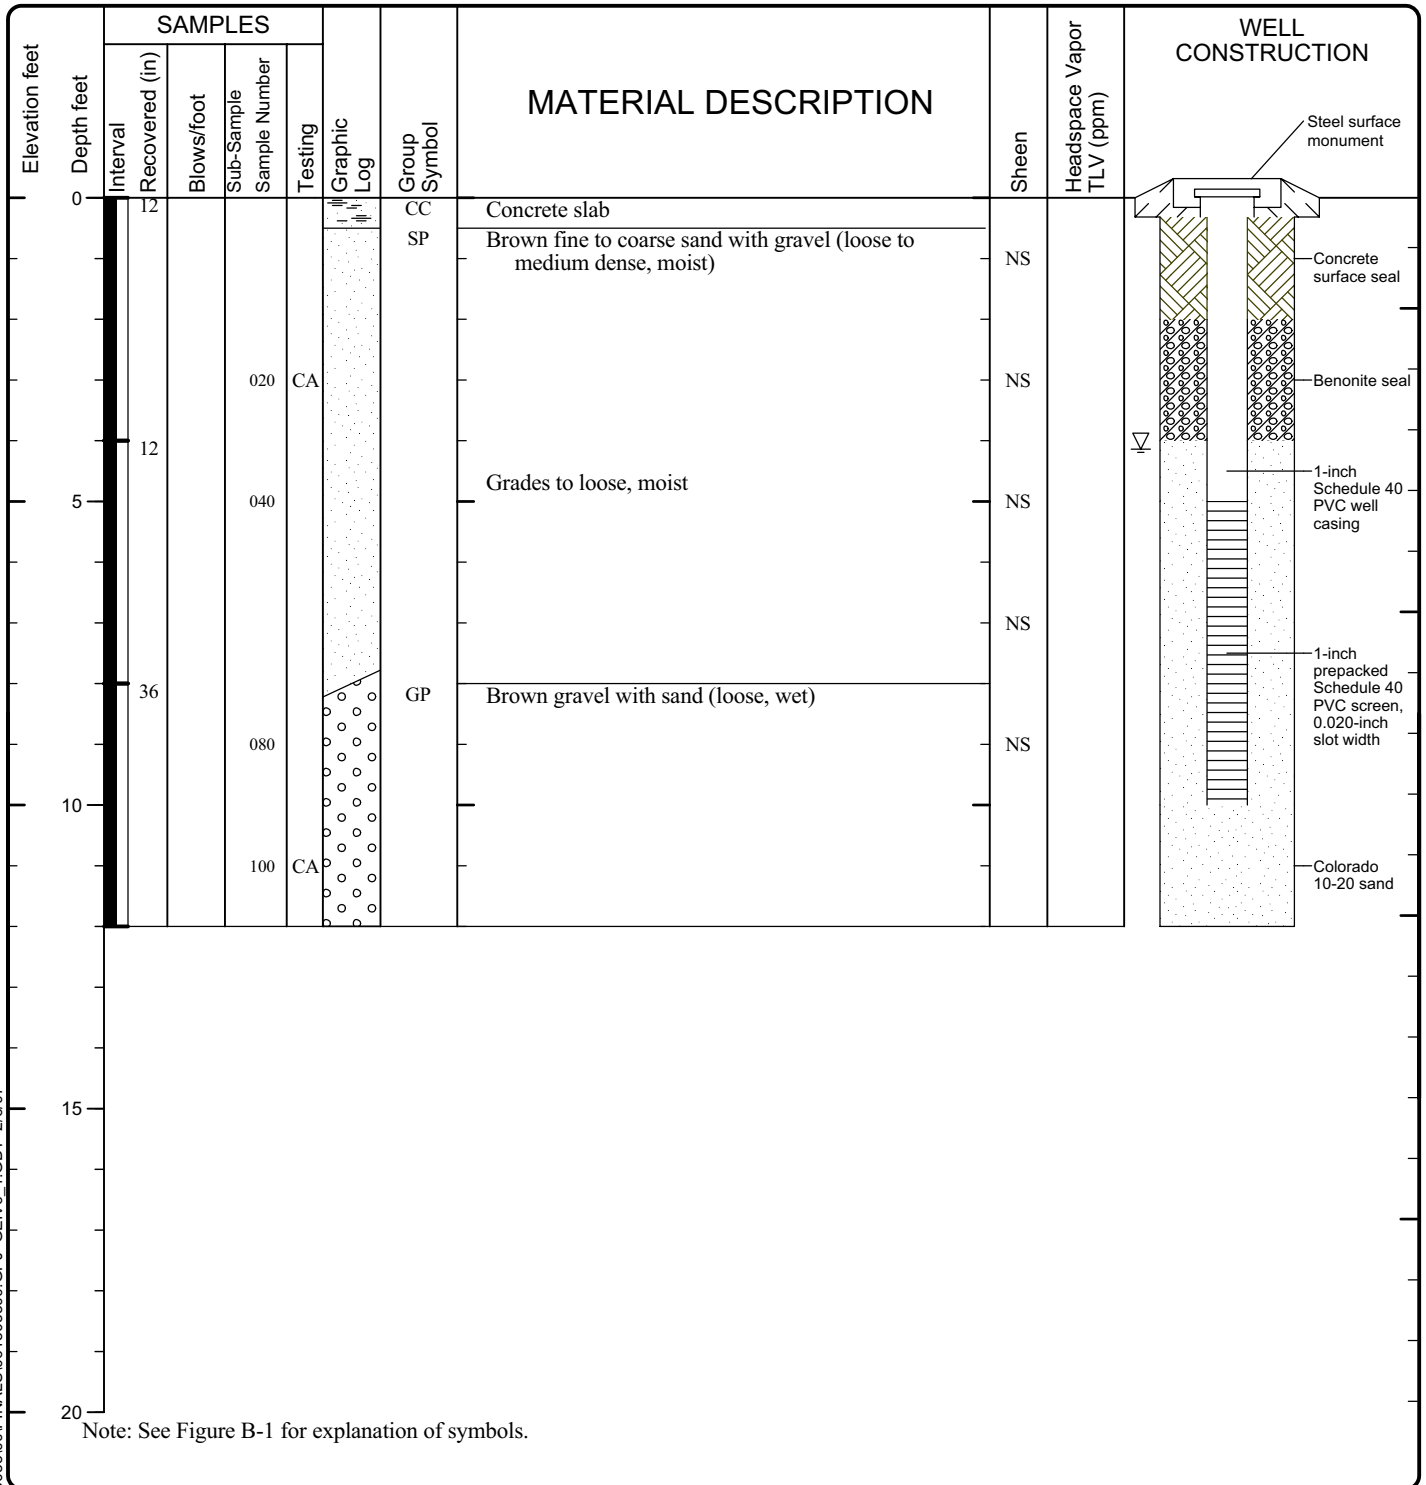 SAMPLES
WELL
CONSTRUCTION
MATERIAL DESCRIPTION
Elevation feet
Depth feet
Interval
Recovered (in)
Blows/foot
Sub-Sample
Sample Number
Testing
Graphic
Log
Group
Symbol
Sheen
Headspace Vapor
TLV (ppm)
Steel surface
monument
0
12
CC
Concrete slab
SP
Brown fine to coarse sand with gravel (loose to
medium dense, moist)
NS
Concrete
surface seal
020
CA
NS
Benonite seal
12
Grades to loose, moist
1-inch
Schedule 40
PVC well
casing
5
040
NS
NS
1-inch
prepacked
Schedule 40
PVC screen,
0.020-inch
slot width
36
GP
Brown gravel with sand (loose, wet)
080
NS
10
100
CA
Colorado
10-20 sand
15
20
Note: See Figure B-1 for explanation of symbols.